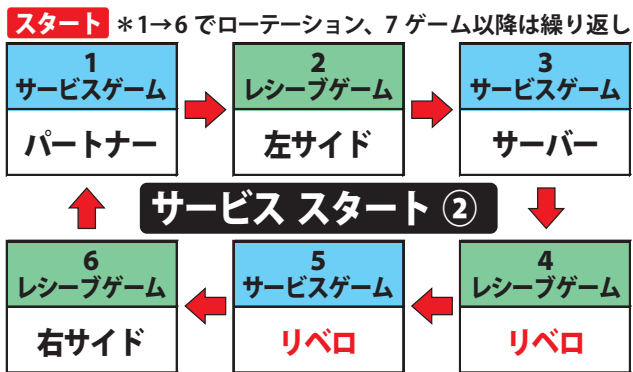 スタート ＊1→6 でローテーション、7 ゲーム以降は繰り返し
1
サービスゲーム
パートナー
2
レシーブゲーム
左サイド
3
サービスゲーム
サーバー
サービス スタート ②
4
レシーブゲーム
リベロ
5
サービスゲーム
リベロ
6
レシーブゲーム
右サイド